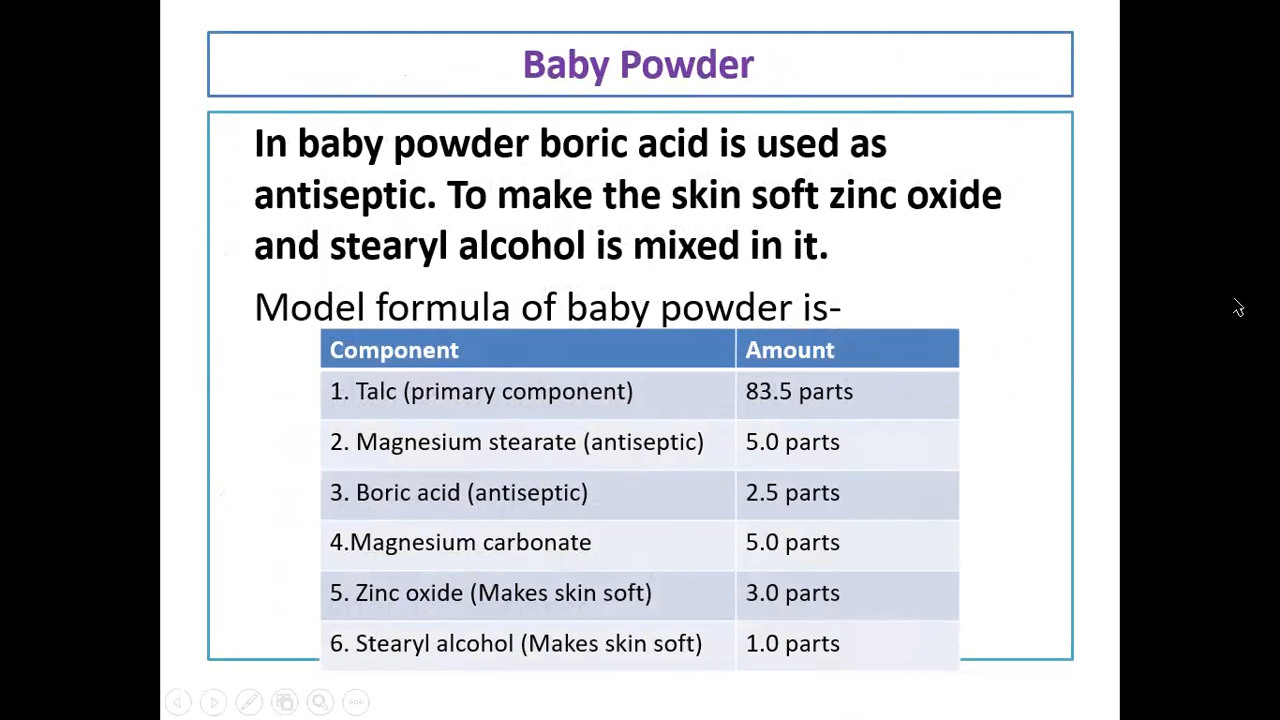 Baby Powder
In baby powder boric acid is used as
antiseptic. To make the skin soft zinc oxide
and stearyl alcohol is mixed in it.
Model formula of baby powder is-
Component Amount
1. Talc (primary component) 83.5 parts
2. Magnesium stearate (antiseptic) 5.0 parts
3. Boric acid (antiseptic) 2.5 parts
4.Magnesium carbonate 5.0 parts
5. Zinc oxide (Makes skin soft) 3.0 parts
6. Stearyl alcohol (Makes skin soft) 1.0 parts